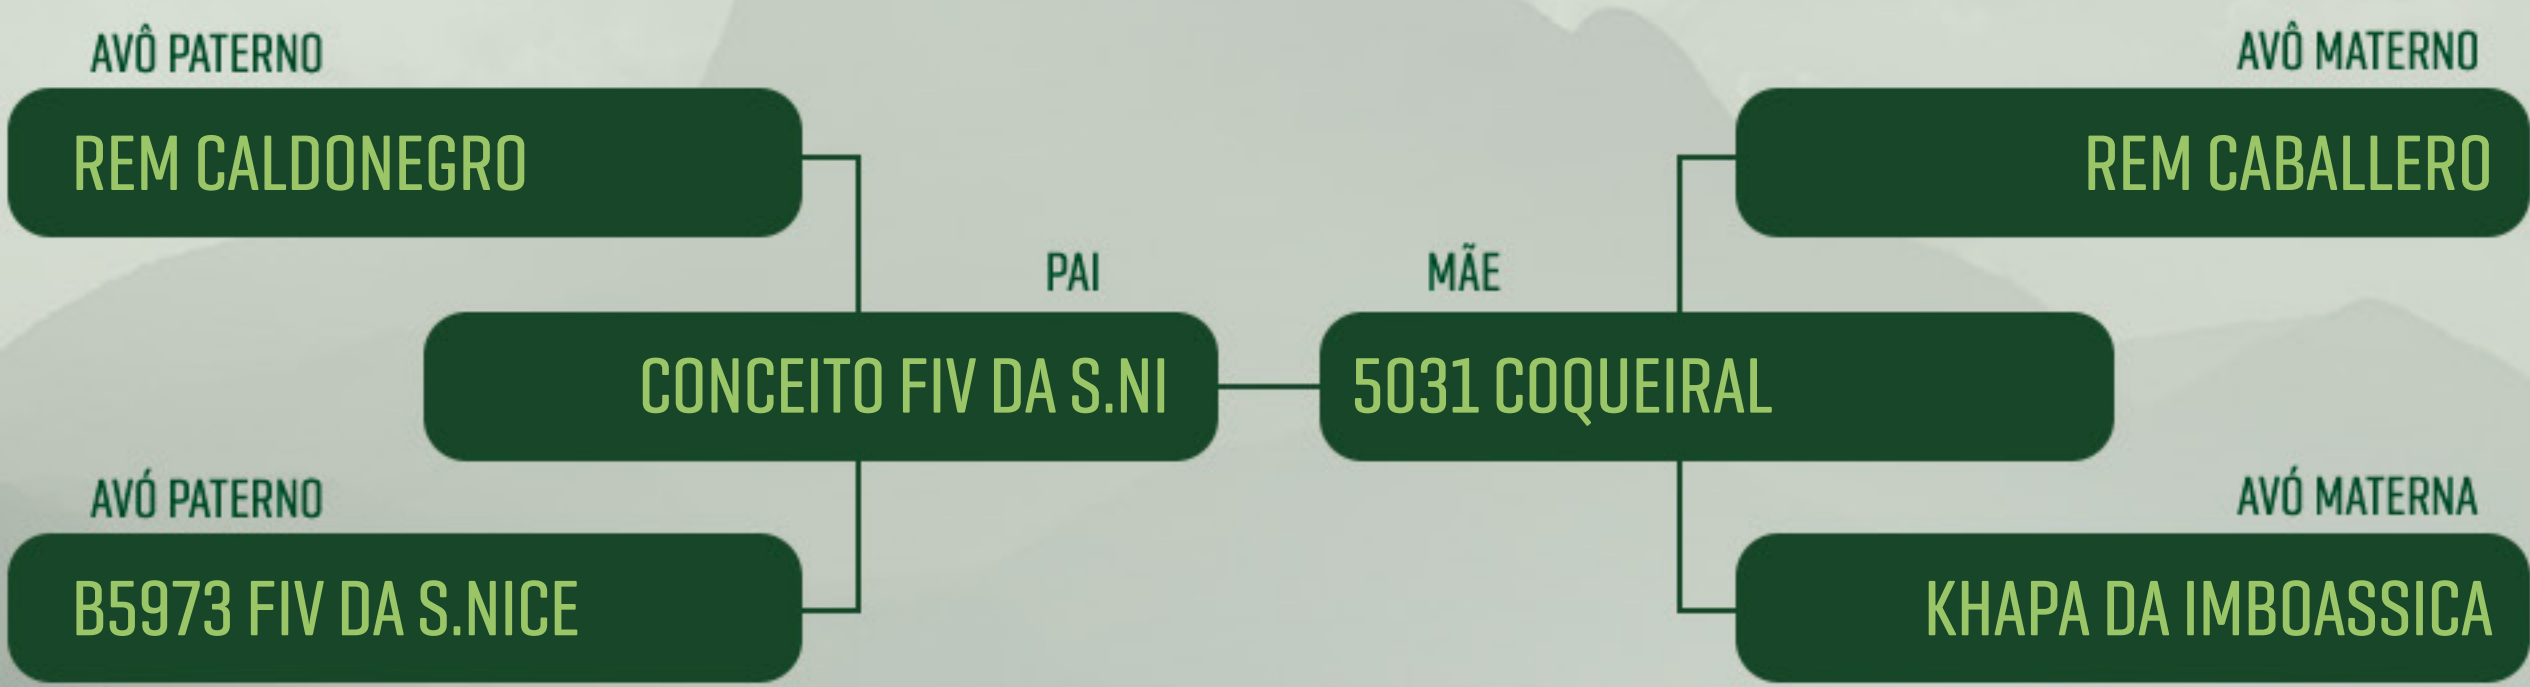 AVÔ PATERNO
REM CALDONEGRO
AVÔ MATERNO
REM CABALLERO
PAI
CONCEITO FIV DA S.NI
MÃE
5031 COQUEIRAL
AVÓ PATERNO
B5973 FIV DA S.NICE
AVÓ MATERNA
KHAPA DA IMBOASSICA